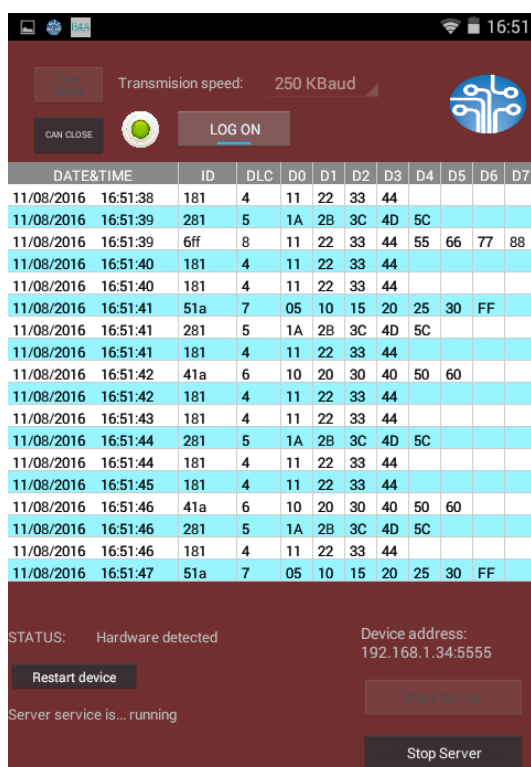 B4A 16:51
CAN OPEN Transmision speed: 250 KBaud
CAN CLOSE LOG ON
DATE&TIME ID DLC D0 D1 D2 D3 D4 D5 D6 D7
11/08/2016 16:51:38 181 4 11 22 33 44
11/08/2016 16:51:39 281 5 1A 2B 3C 4D 5C
11/08/2016 16:51:39 6ff 8 11 22 33 44 55 66 77 88
11/08/2016 16:51:40 181 4 11 22 33 44
11/08/2016 16:51:40 181 4 11 22 33 44
11/08/2016 16:51:41 51a 7 05 10 15 20 25 30 FF
11/08/2016 16:51:41 281 5 1A 2B 3C 4D 5C
11/08/2016 16:51:41 181 4 11 22 33 44
11/08/2016 16:51:42 41a 6 10 20 30 40 50 60
11/08/2016 16:51:42 181 4 11 22 33 44
11/08/2016 16:51:43 181 4 11 22 33 44
11/08/2016 16:51:44 281 5 1A 2B 3C 4D 5C
11/08/2016 16:51:44 181 4 11 22 33 44
11/08/2016 16:51:45 181 4 11 22 33 44
11/08/2016 16:51:46 41a 6 10 20 30 40 50 60
11/08/2016 16:51:46 281 5 1A 2B 3C 4D 5C
11/08/2016 16:51:46 181 4 11 22 33 44
11/08/2016 16:51:47 51a 7 05 10 15 20 25 30 FF
STATUS: Hardware detected
Device address:
192.168.1.34:5555
Restart device
Start Server
Server service is... running
Stop Server